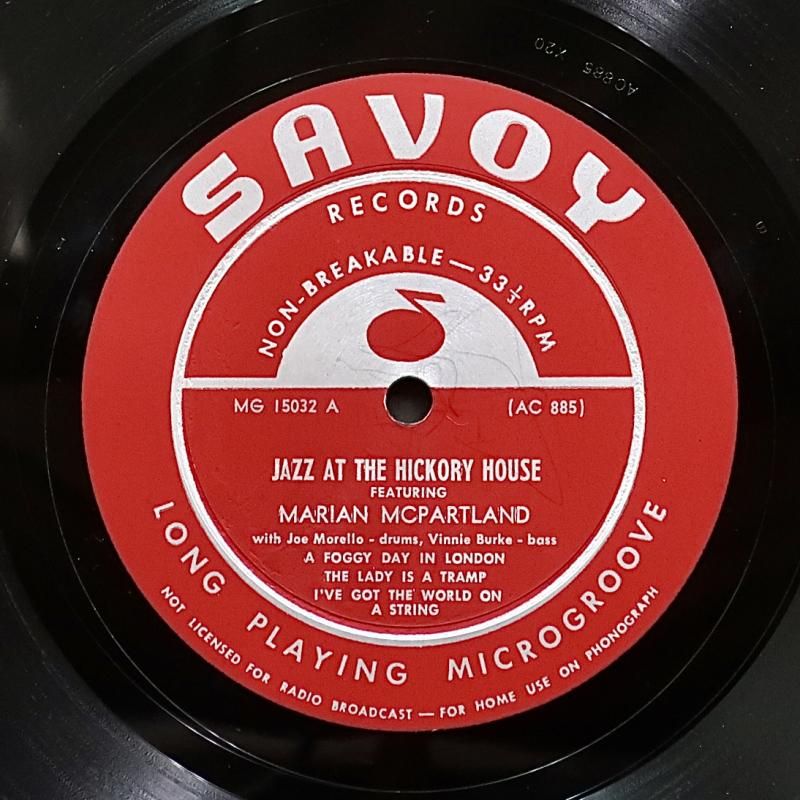 AC885 X20
SAVOY
RECORDS
NON-BREAKABLE — 33⅓ RPM
MG 15032 A (AC 885)
JAZZ AT THE HICKORY HOUSE
FEATURING
MARIAN MCPARTLAND
with Joe Morello - drums, Vinnie Burke - bass
A FOGGY DAY IN LONDON
THE LADY IS A TRAMP
I'VE GOT THE WORLD ON
A STRING
LONG PLAYING MICROGROOVE
NOT LICENSED FOR RADIO BROADCAST — FOR HOME USE ON PHONOGRAPH